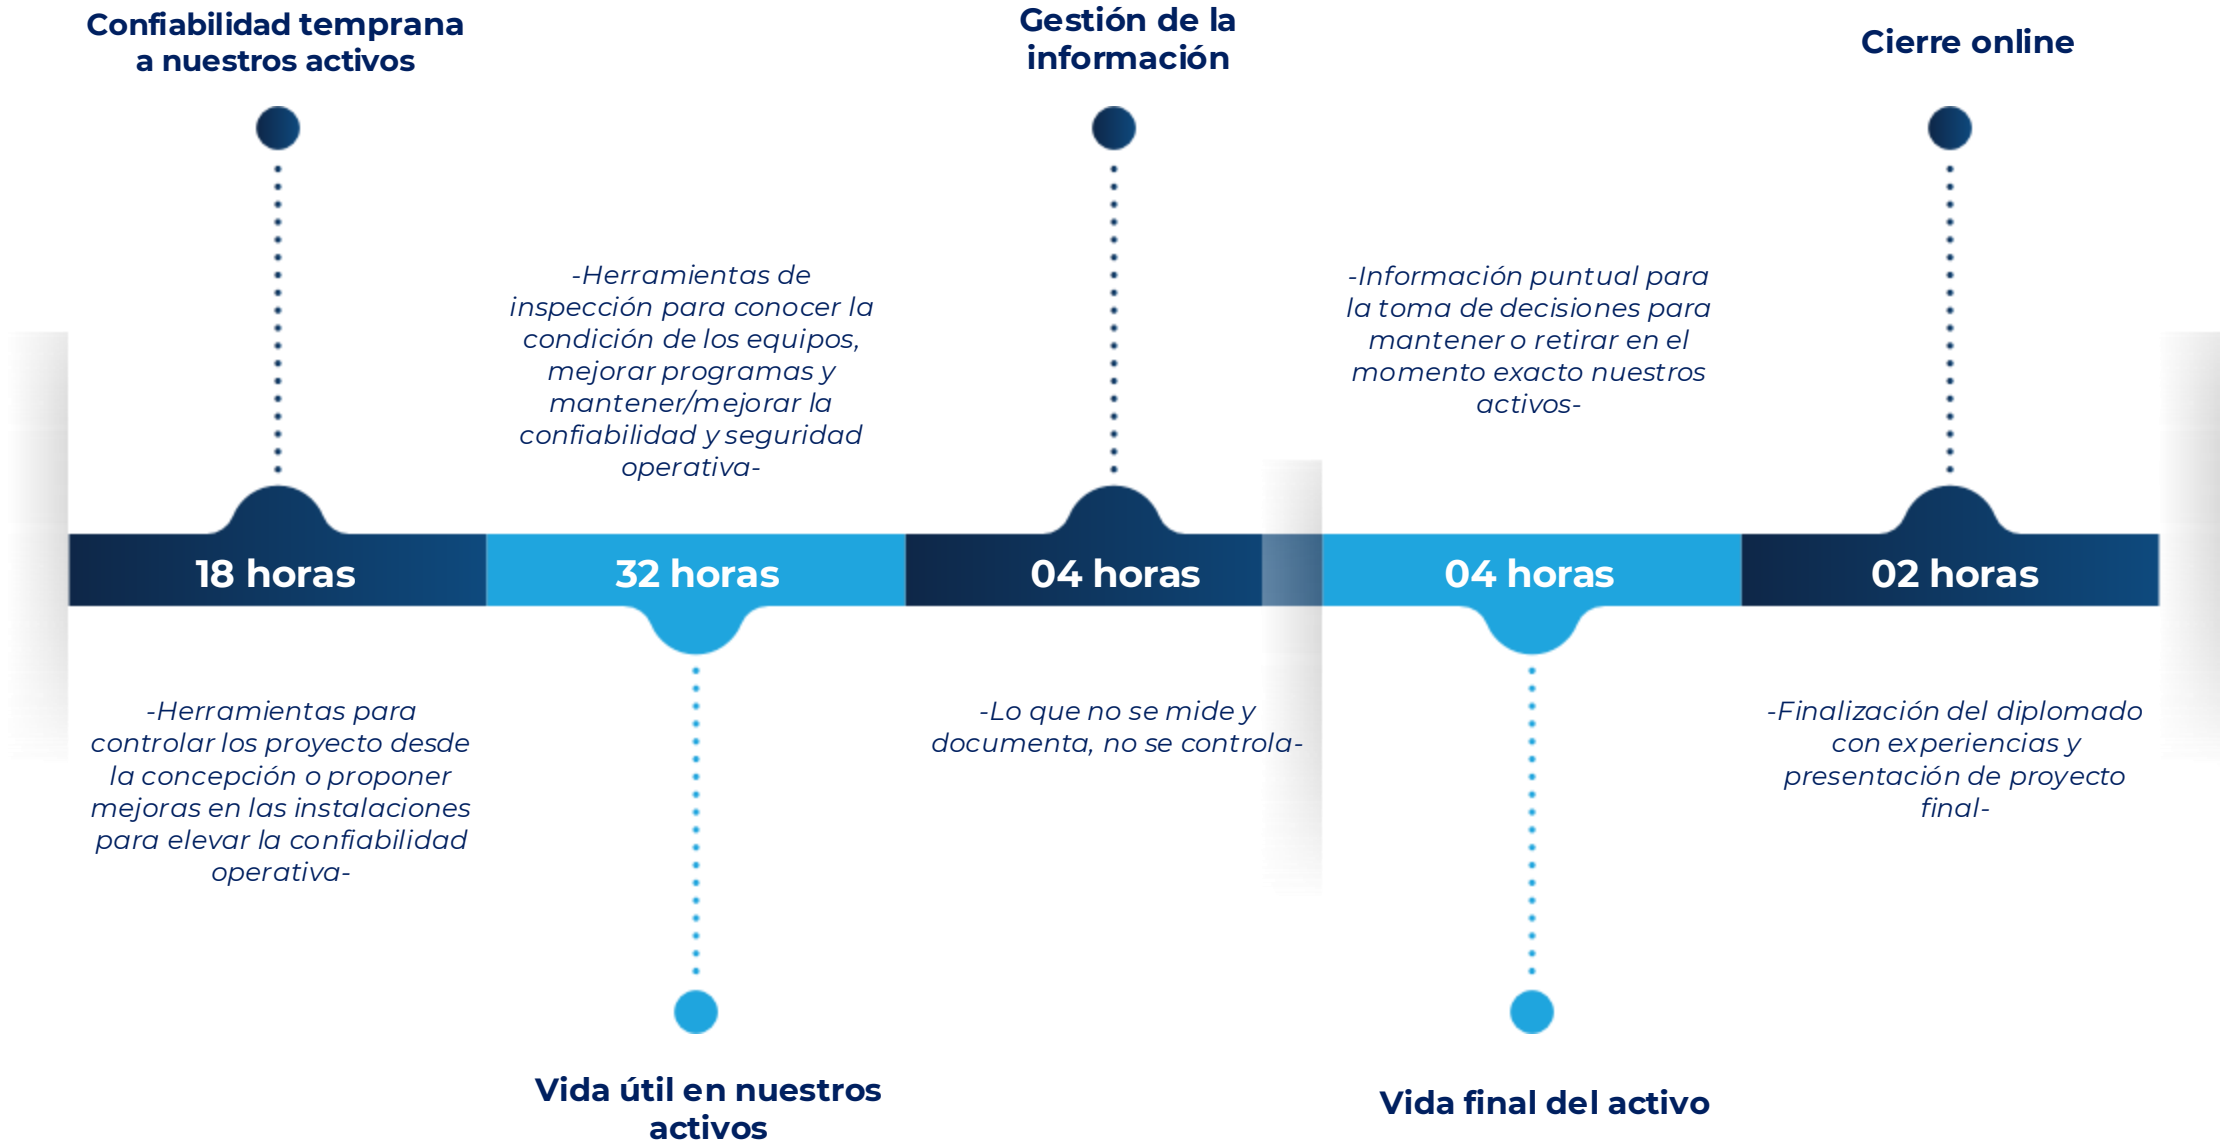 Confiabilidad temprana
a nuestros activos
Gestión de la
información
Cierre online
-Herramientas de
inspección para conocer la
condición de los equipos,
mejorar programas y
mantener/mejorar la
confiabilidad y seguridad
operativa-
-Información puntual para
la toma de decisiones para
mantener o retirar en el
momento exacto nuestros
activos-
18 horas
32 horas
04 horas
04 horas
02 horas
-Herramientas para
controlar los proyecto desde
la concepción o proponer
mejoras en las instalaciones
para elevar la confiabilidad
operativa-
-Lo que no se mide y
documenta, no se controla-
-Finalización del diplomado
con experiencias y
presentación de proyecto
final-
Vida útil en nuestros
activos
Vida final del activo